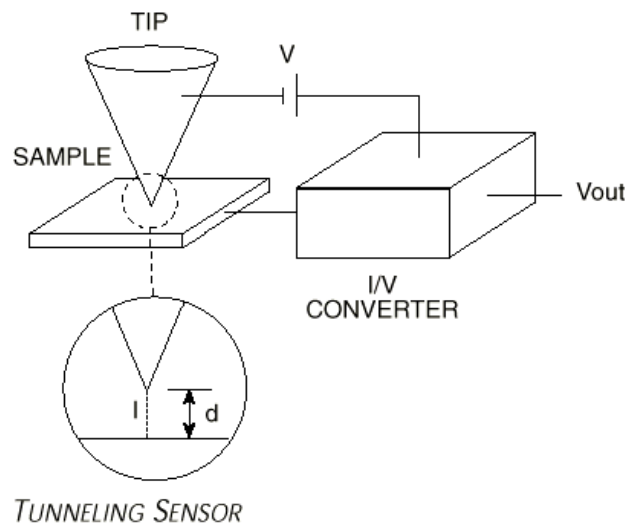 TIP
V
SAMPLE
Vout
I/V
CONVERTER
I
d
TUNNELING SENSOR